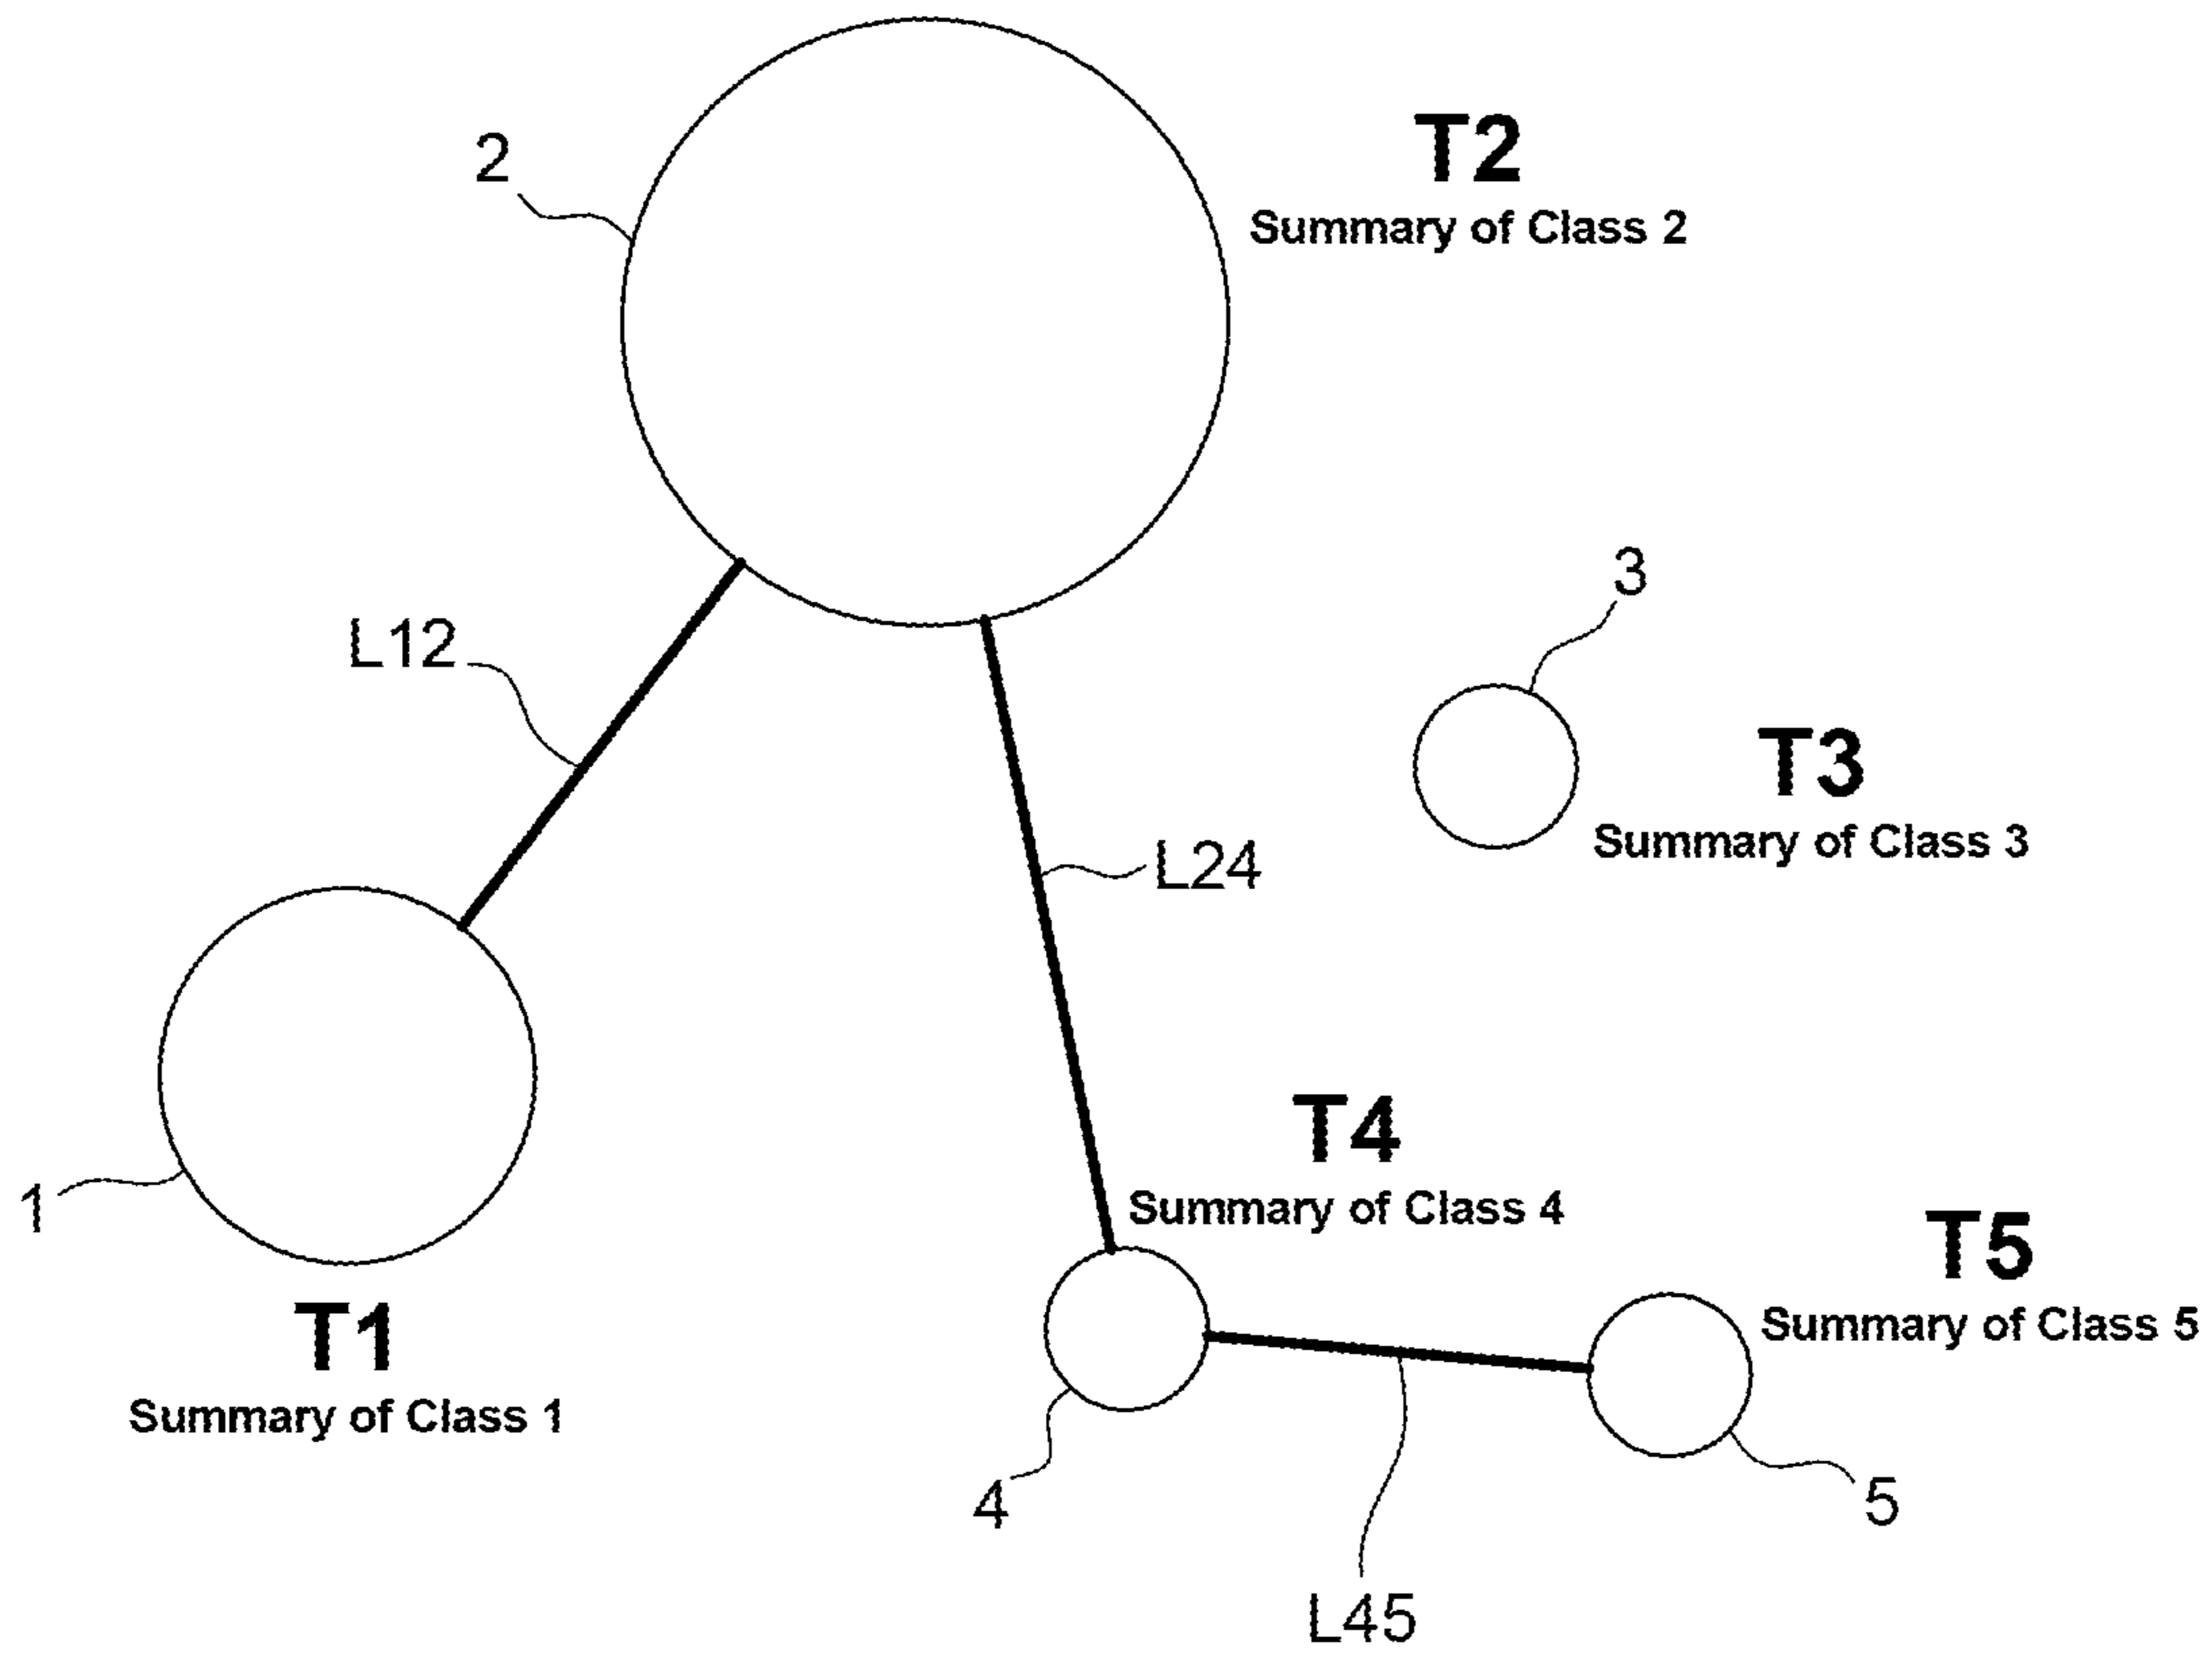 2
T2
Summary of Class 2
L12
3
T3
Summary of Class 3
L24
1
T1
Summary of Class 1
T4
Summary of Class 4
T5
Summary of Class 5
4
5
L45